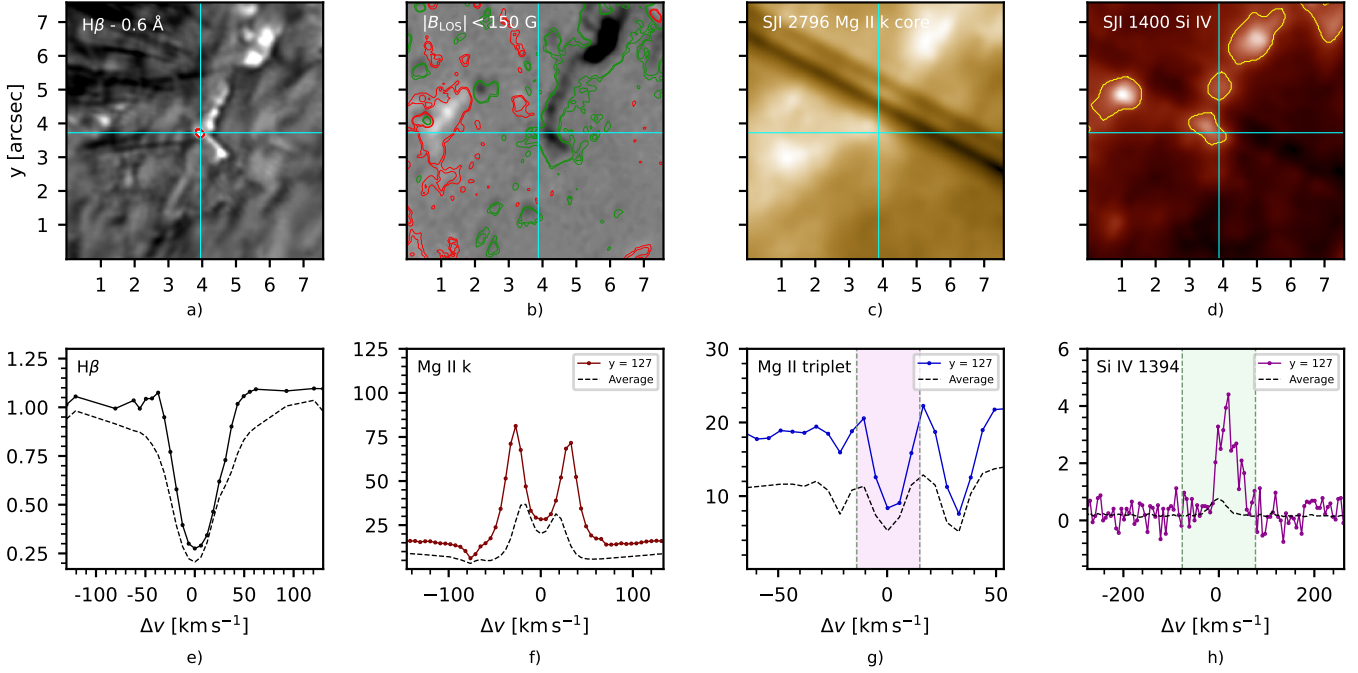 Hβ - 0.6 Å
|B_LOS| < 150 G
SJI 2796 Mg II k core
SJI 1400 Si IV
y [arcsec]
7
6
5
4
3
2
1
1 2 3 4 5 6 7
1 2 3 4 5 6 7
1 2 3 4 5 6 7
1 2 3 4 5 6 7
a)
b)
c)
d)
Hβ
1.25
1.00
0.75
0.50
0.25
-100 -50 0 50 100
Δv [km s⁻¹]
e)
Mg II k
y = 127
Average
125
100
75
50
25
−100 0 100
Δv [km s⁻¹]
f)
Mg II triplet
y = 127
Average
30
20
10
−50 0 50
Δv [km s⁻¹]
g)
Si IV 1394
y = 127
Average
6
4
2
0
-200 0 200
Δv [km s⁻¹]
h)